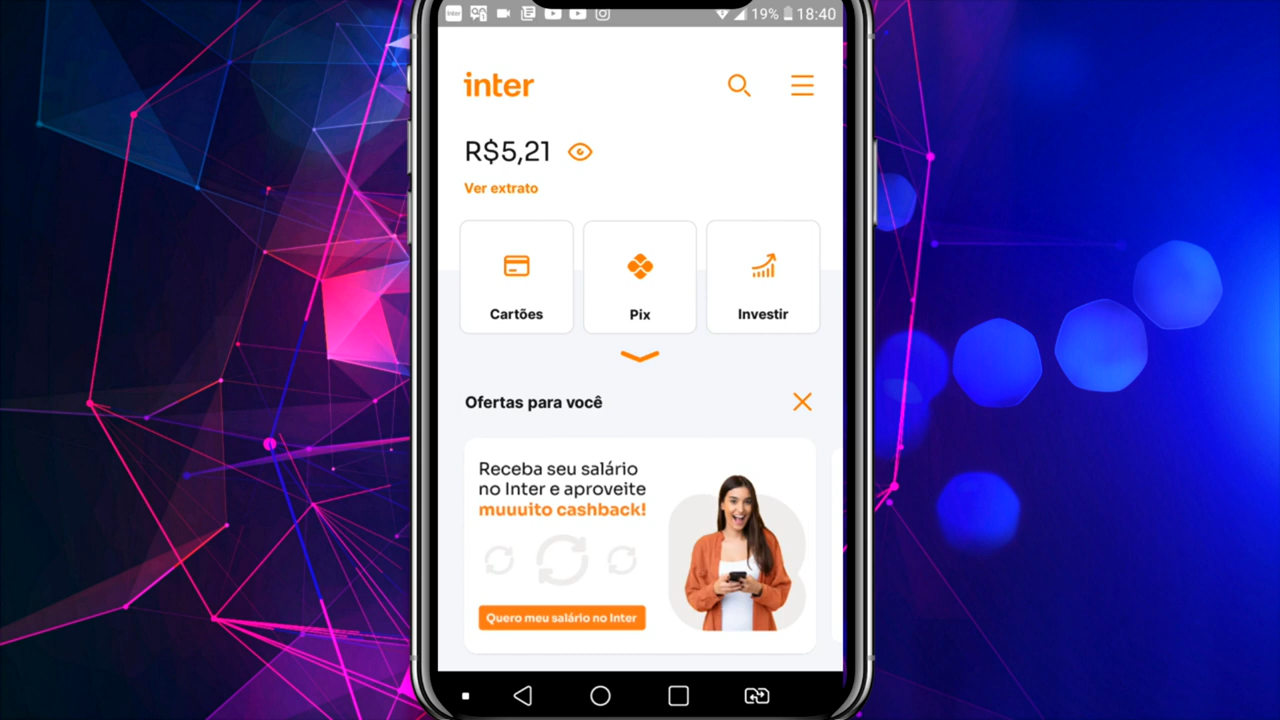 19% 18:40
inter
R$5,21
Ver extrato
Cartões
Pix
Investir
Ofertas para você
Receba seu salário
no Inter e aproveite
muuuito cashback!
Quero meu salário no Inter